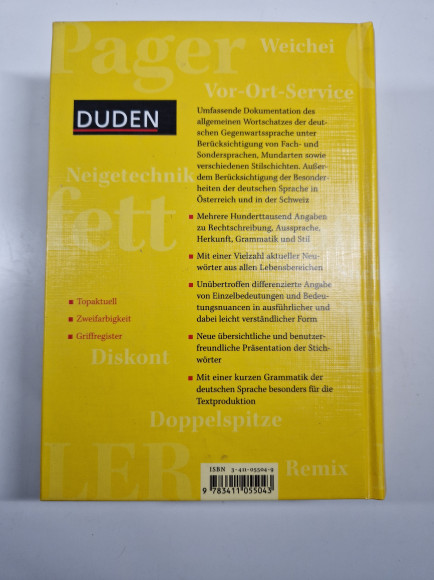 Pager
Weichei
Vor-Ort-Service
DUDEN
Umfassende Dokumentation des
allgemeinen Wortschatzes der deut-
schen Gegenwartssprache unter
Berücksichtigung von Fach- und
Sondersprachen, Mundarten sowie
verschiedenen Stilschichten. Außer-
dem Berücksichtigung der Besonder-
heiten der deutschen Sprache in
Österreich und in der Schweiz
Neigetechnik
fett
Mehrere Hunderttausend Angaben
zu Rechtschreibung, Aussprache,
Herkunft, Grammatik und Stil
Mit einer Vielzahl aktueller Neu-
wörter aus allen Lebensbereichen
Unübertroffen differenzierte Angabe
von Einzelbedeutungen und Bedeu-
tungsnuancen in ausführlicher und
dabei leicht verständlicher Form
Neue übersichtliche und benutzer-
freundliche Präsentation der Stich-
wörter
Mit einer kurzen Grammatik der
deutschen Sprache besonders für die
Textproduktion
Topaktuell
Zweifarbigkeit
Griffregister
Diskont
Doppelspitze
LER
Remix
ISBN 3-411-05504-9
9 783411 055043